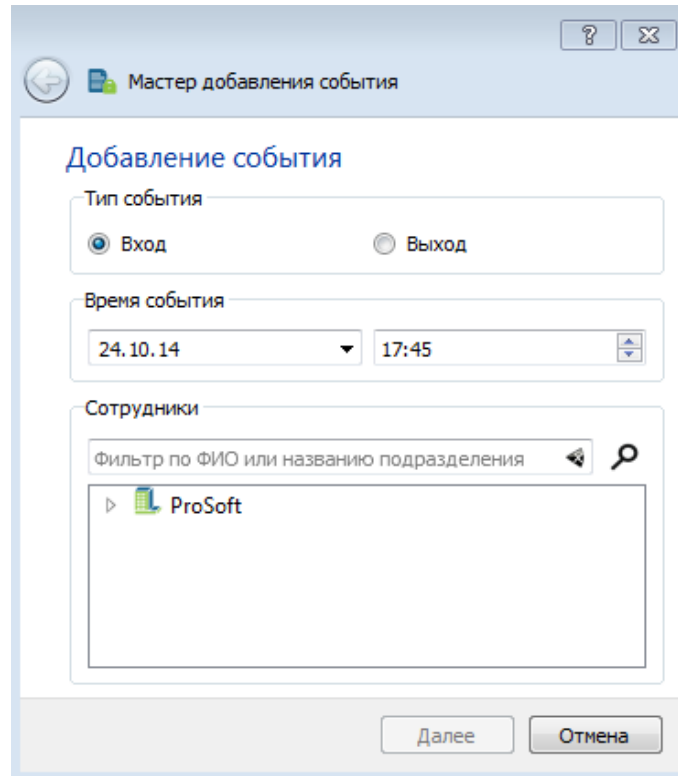 Мастер добавления события
Добавление события
Тип события
Вход
Выход
Время события
24.10.14
17:45
Сотрудники
Фильтр по ФИО или названию подразделения
ProSoft
Далее
Отмена